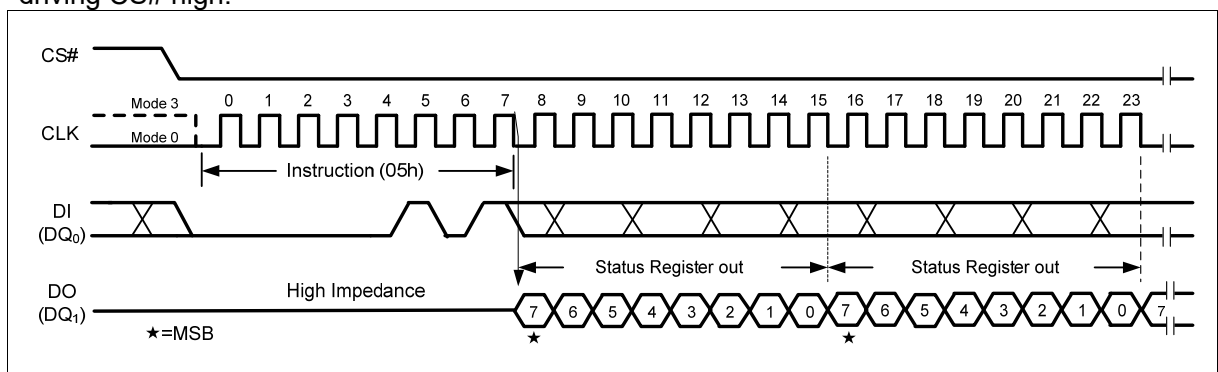 driving CS# high.
CS#
Mode 3
0 1 2 3 4 5 6 7 8 9 10 11 12 13 14 15 16 17 18 19 20 21 22 23
CLK
Mode 0
Instruction (05h)
DI
(DQ0)
Status Register out Status Register out
DO
(DQ1)
High Impedance
7 6 5 4 3 2 1 0 7 6 5 4 3 2 1 0 7
★=MSB ★ ★